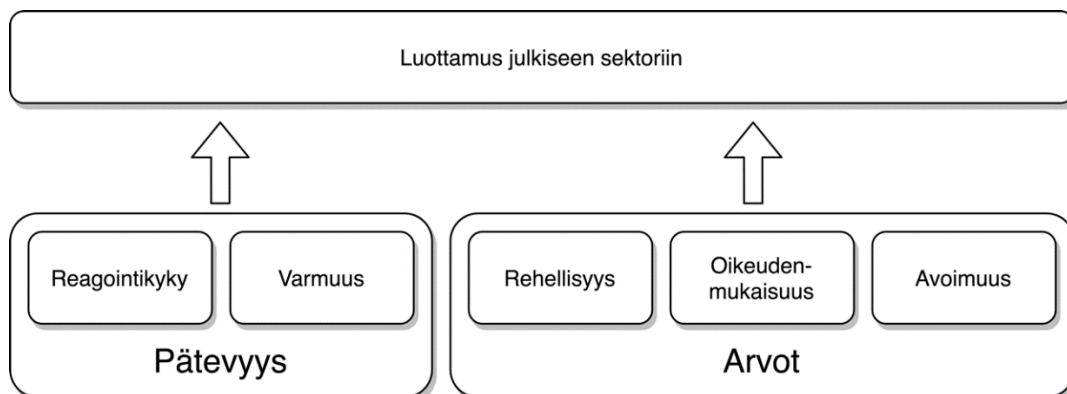 Luottamus julkiseen sektoriin
Reagointikyky
Varmuus
Pätevyys
Rehellisyys
Oikeuden-
mukaisuus
Avoimuus
Arvot